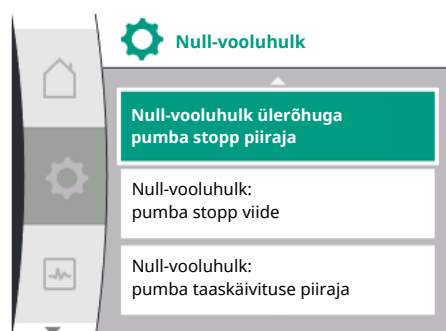 Null-vooluhulk
Null-vooluhulk ülerõhuga
pumba stopp piiraja
Null-vooluhulk:
pumba stopp viide
Null-vooluhulk:
pumba taaskäivituse piiraja